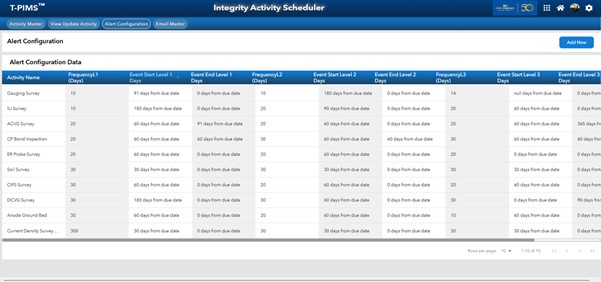 T-PIMS™
Integrity Activity Scheduler
50
Activity Master View Update Activity Alert Configuration Email Master
Alert Configuration
Add New
Alert Configuration Data
Activity Name FrequencyL1 (Days) Event Start Level 1 Days Event End Level 1 Days FrequencyL2 (Days) Event Start Level 2 Days Event End Level 2 Days FrequencyL3 (Days) Event Start Level 3 Days Event End Level 3 Days
Gauging Survey 10 91 days from due date 0 days from due date 10 180 days from due date 0 days from due date 14 null days from due date 0 days from
ILI Survey 10 180 days from due date 0 days from due date 20 90 days from due date 0 days from due date 20 60 days from due date 0 days from
ACVG Survey 20 60 days from due date 91 days from due date 20 60 days from due date 0 days from due date 20 60 days from due date 365 days from
CP Bond Inspection 20 60 days from due date 60 days from due date 30 60 days from due date 60 days from due date 30 60 days from due date 0 days from
ER Probe Survey 20 60 days from due date 0 days from due date 20 60 days from due date 0 days from due date 20 0 days from due date 0 days from
Soil Survey 30 30 days from due date 0 days from due date 30 30 days from due date 0 days from due date 30 30 days from due date 0 days from
CIPS Survey 30 60 days from due date 0 days from due date 20 60 days from due date 0 days from due date 20 60 days from due date 0 days from
DCVG Survey 30 180 days from due date 0 days from due date 20 60 days from due date 0 days from due date 20 0 days from due date 90 days from
Anode Ground Bed 30 60 days from due date 0 days from due date 20 60 days from due date 0 days from due date 10 60 days from due date 0 days from
Current Density Survey... 300 30 days from due date 0 days from due date 30 30 days from due date 0 days from due date 30 30 days from due date 0 days from
Rows per page: 10 1-10 of 10